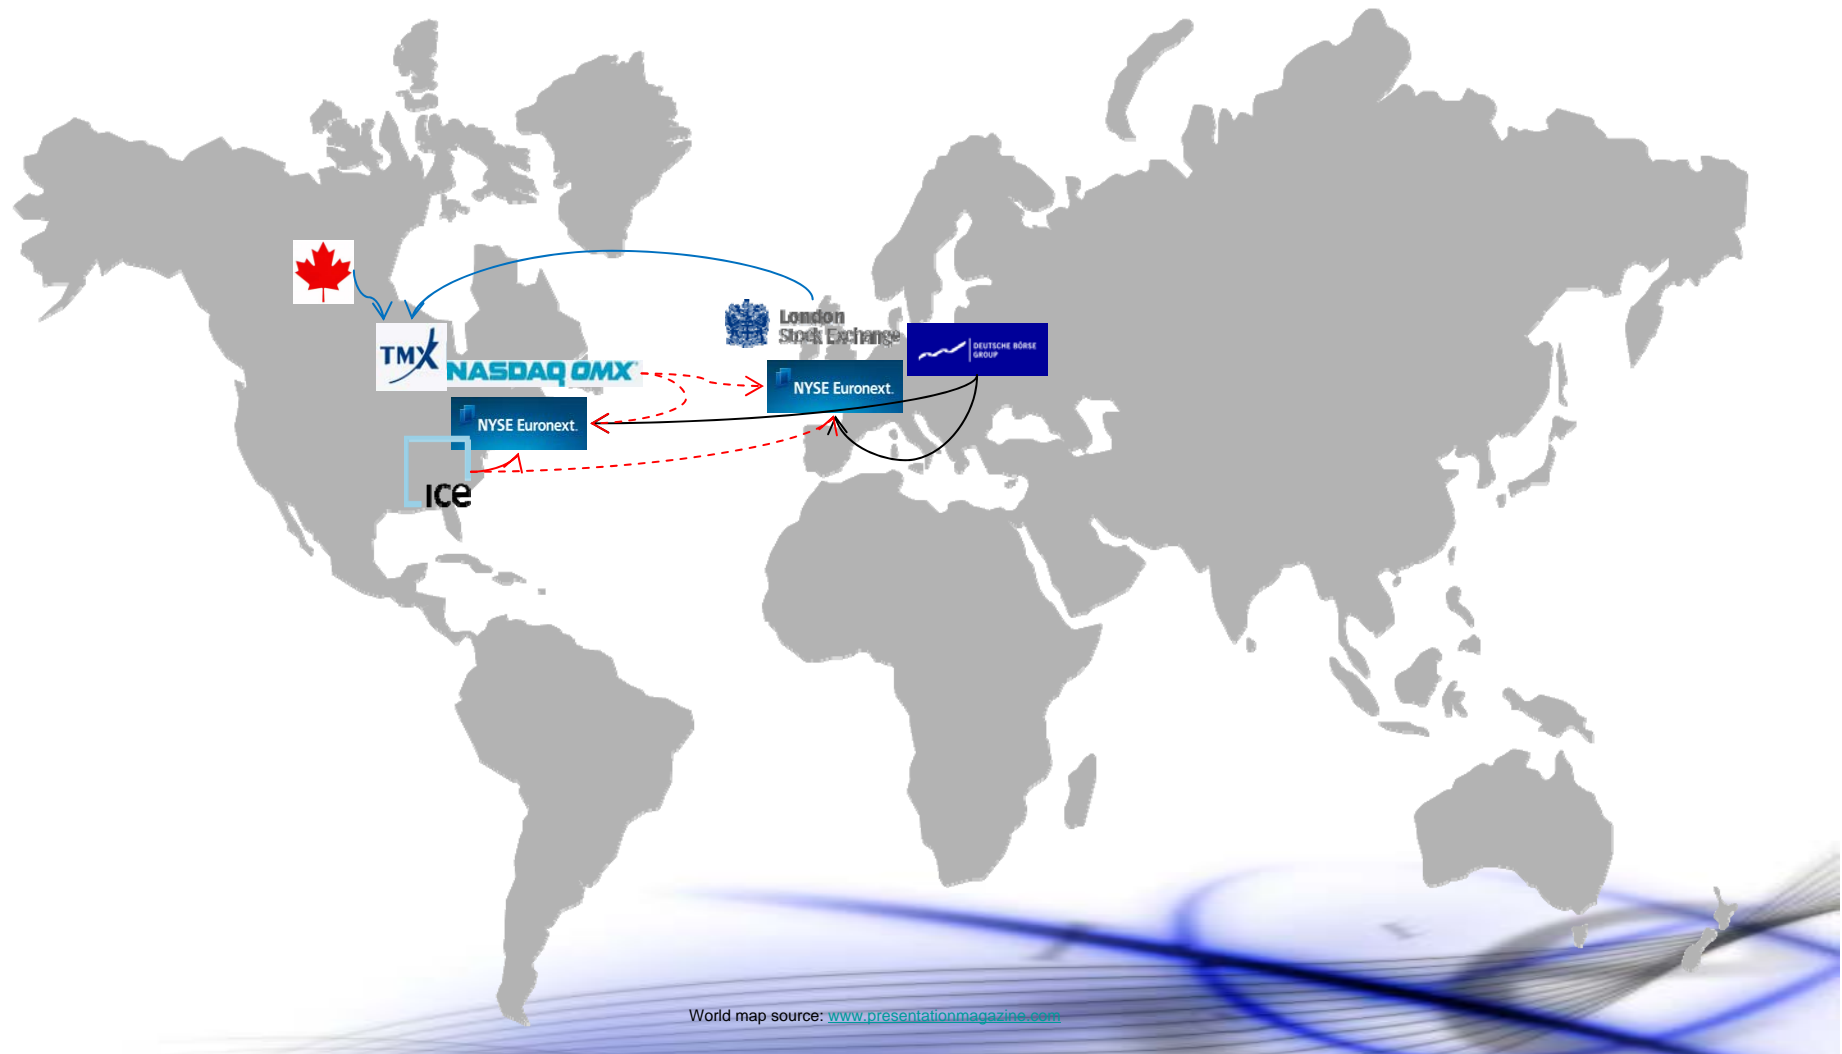 London
Stock Exchange
TMX
DEUTSCHE BÖRSE
GROUP
NASDAQ OMX
NYSE Euronext.
NYSE Euronext.
ICe
World map source: www.presentationmagazine.com